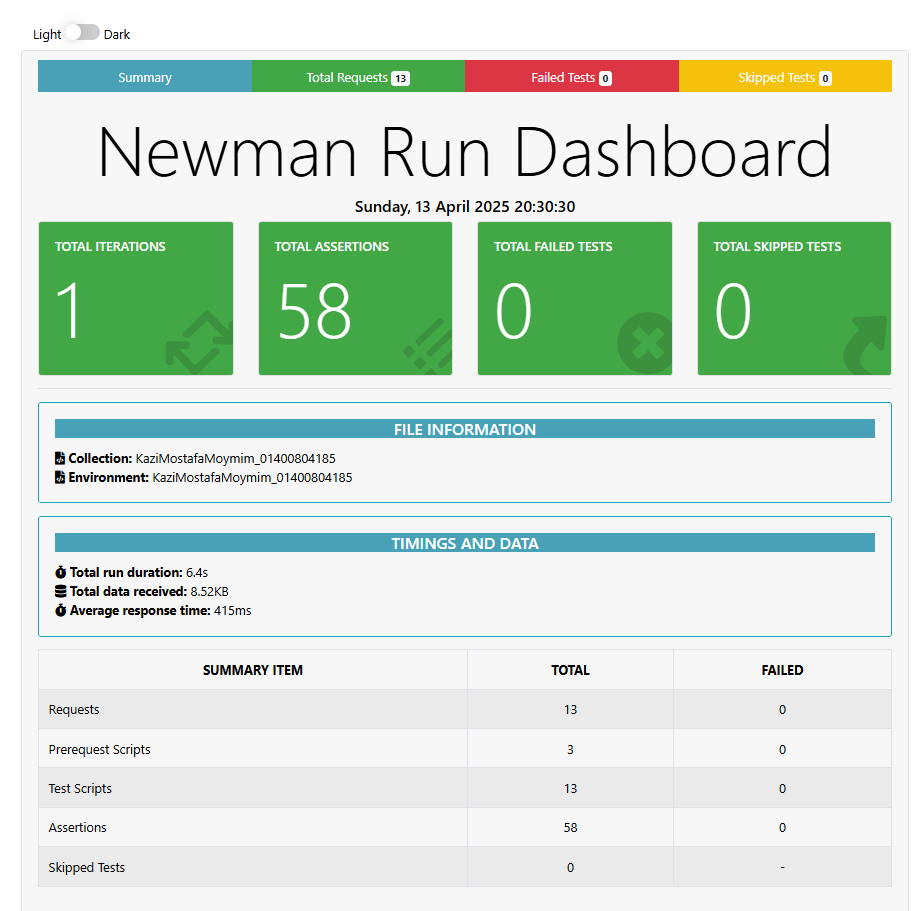 Light Dark
Summary Total Requests 13 Failed Tests 0 Skipped Tests 0
Newman Run Dashboard
Sunday, 13 April 2025 20:30:30
TOTAL ITERATIONS TOTAL ASSERTIONS TOTAL FAILED TESTS TOTAL SKIPPED TESTS
1 58 0 0
FILE INFORMATION
Collection: KaziMostafaMoymim_01400804185
Environment: KaziMostafaMoymim_01400804185
TIMINGS AND DATA
Total run duration: 6.4s
Total data received: 8.52KB
Average response time: 415ms
SUMMARY ITEM TOTAL FAILED
Requests 13 0
Prerequest Scripts 3 0
Test Scripts 13 0
Assertions 58 0
Skipped Tests 0 -